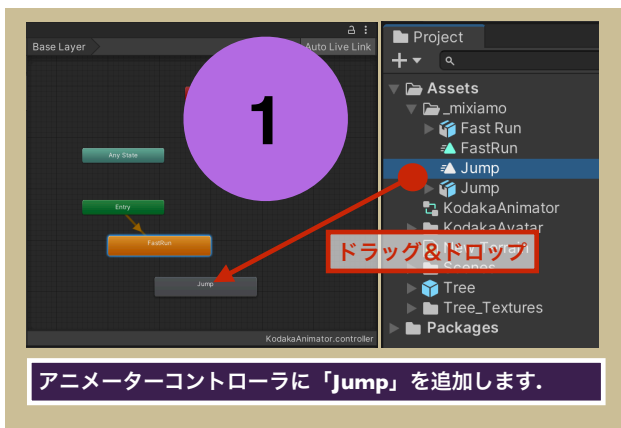 Base Layer
Auto Live Link
1
Any State
Entry
FastRun
Jump
KodakaAnimator.controller
Project
Assets
_mixiamo
Fast Run
FastRun
Jump
Jump
KodakaAnimator
KodakaAvatar
New Terrain
Scenes
Tree
Tree_Textures
Packages
ドラッグ&ドロップ
アニメーターコントローラに「Jump」を追加します.